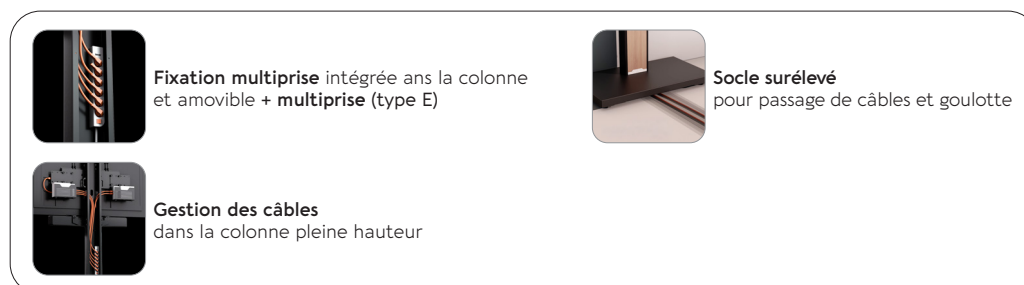 Fixation multiprise intégrée ans la colonne
et amovible + multiprise (type E)
Socle surélevé
pour passage de câbles et goulotte
Gestion des câbles
dans la colonne pleine hauteur